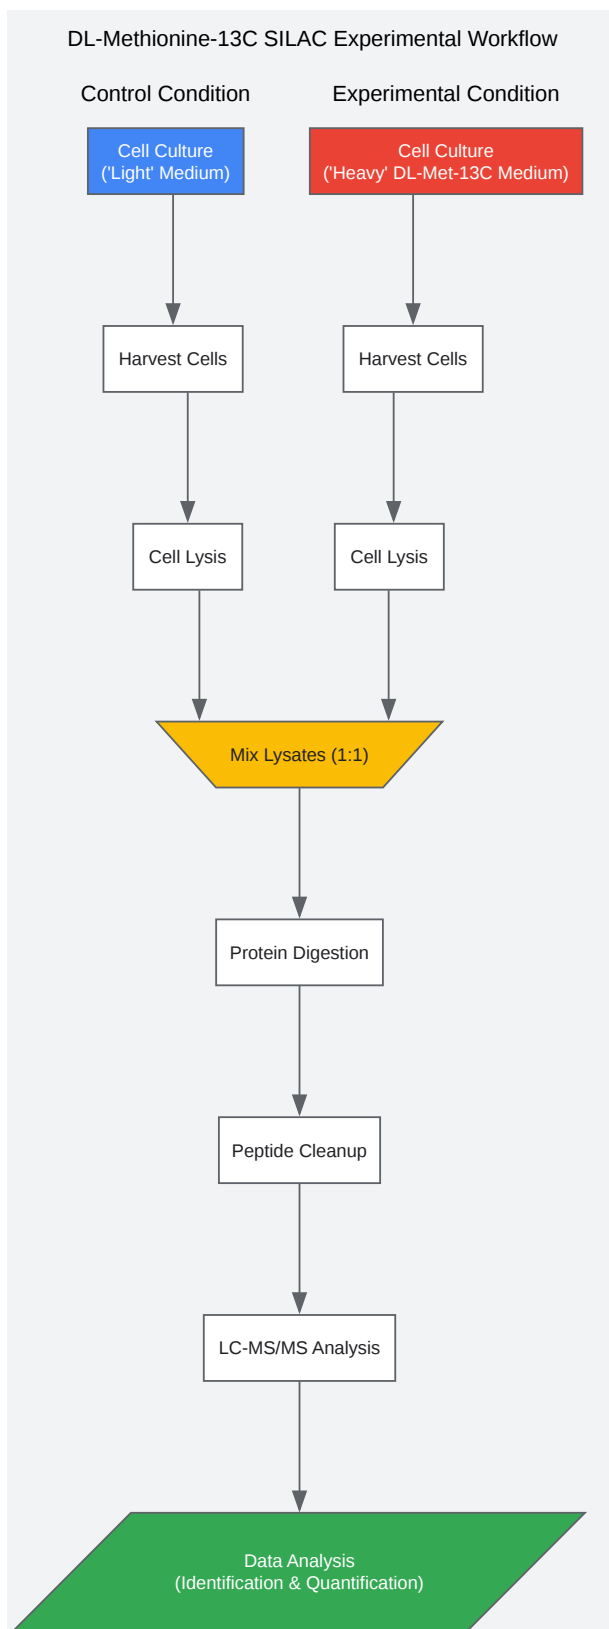 DL-Methionine-13C SILAC Experimental Workflow
Control Condition
Experimental Condition
Cell Culture
('Light' Medium)
Cell Culture
('Heavy' DL-Met-13C Medium)
Harvest Cells
Harvest Cells
Cell Lysis
Cell Lysis
Mix Lysates (1:1)
Protein Digestion
Peptide Cleanup
LC-MS/MS Analysis
Data Analysis
(Identification & Quantification)